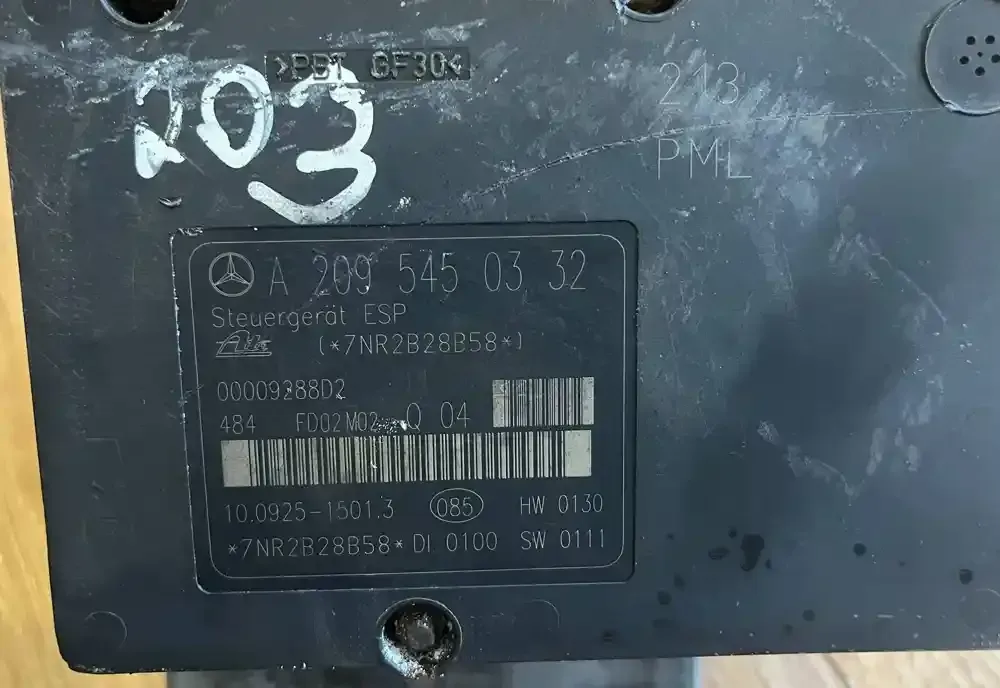 >PBT GF30<
203
213
PML
A 209 545 03 32
Steuergerät ESP
Ate (*7NR2B28B58*)
00009288D2
484 FD02M02 Q 04
10.0925-1501.3 085 HW 0130
*7NR2B28B58* DI 0100 SW 0111